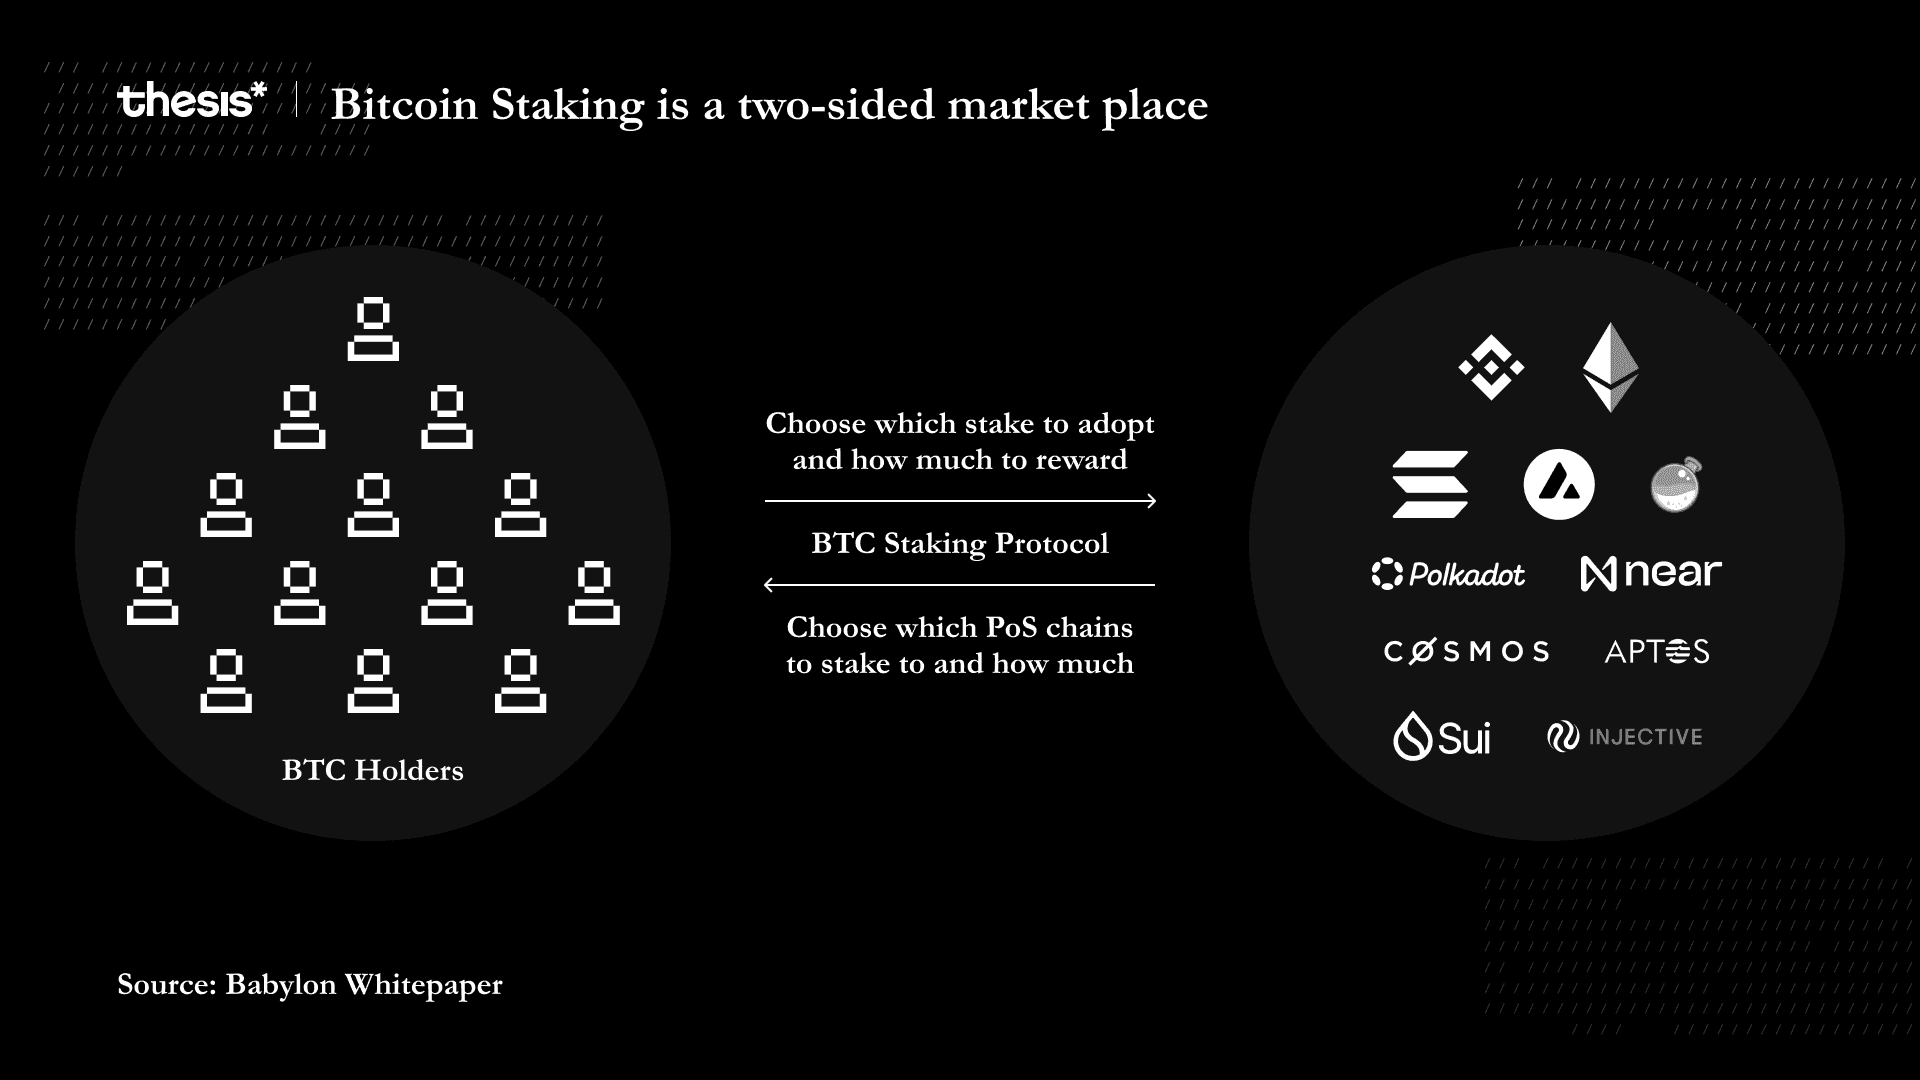 thesis*
Bitcoin Staking is a two-sided market place
Choose which stake to adopt
and how much to reward
BTC Staking Protocol
Choose which PoS chains
to stake to and how much
BTC Holders
Polkadot
near
COSMOS
APTOS
Sui
INJECTIVE
Source: Babylon Whitepaper